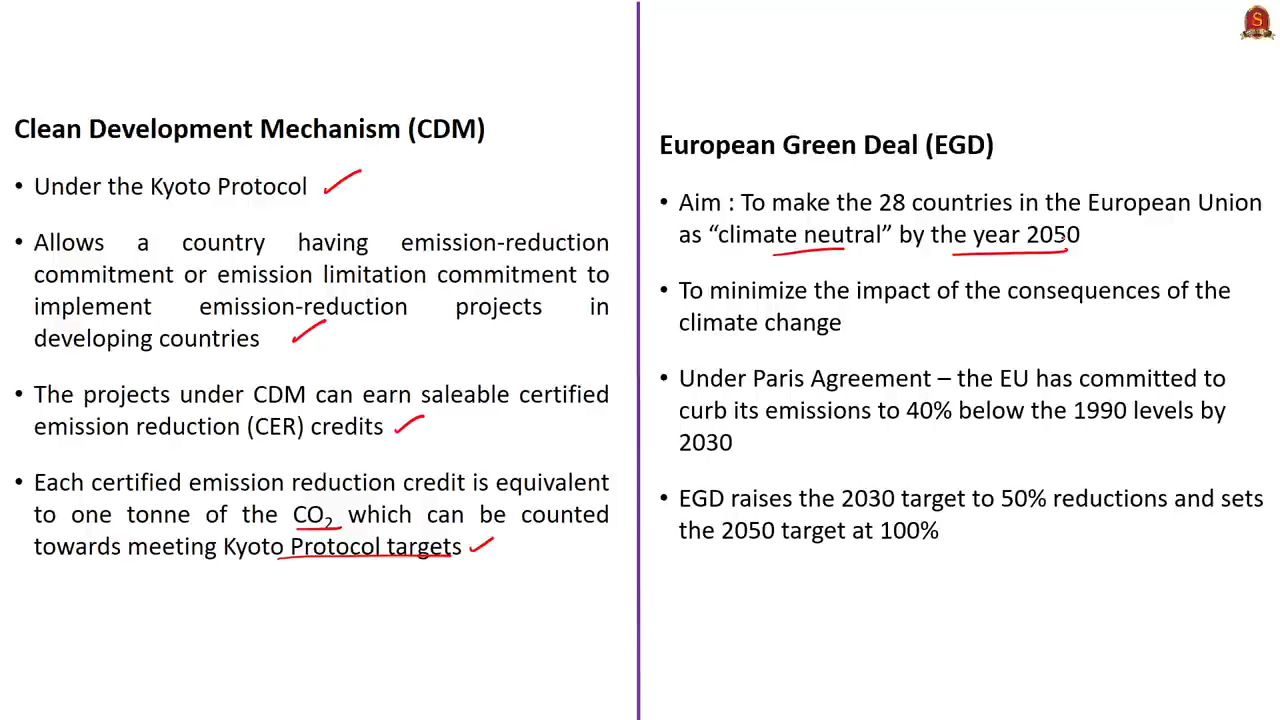 Clean Development Mechanism (CDM)
• Under the Kyoto Protocol
• Allows a country having emission-reduction
commitment or emission limitation commitment to
implement emission-reduction projects in
developing countries
• The projects under CDM can earn saleable certified
emission reduction (CER) credits
• Each certified emission reduction credit is equivalent
to one tonne of the CO₂ which can be counted
towards meeting Kyoto Protocol targets
European Green Deal (EGD)
• Aim : To make the 28 countries in the European Union
as “climate neutral” by the year 2050
• To minimize the impact of the consequences of the
climate change
• Under Paris Agreement – the EU has committed to
curb its emissions to 40% below the 1990 levels by
2030
• EGD raises the 2030 target to 50% reductions and sets
the 2050 target at 100%
S